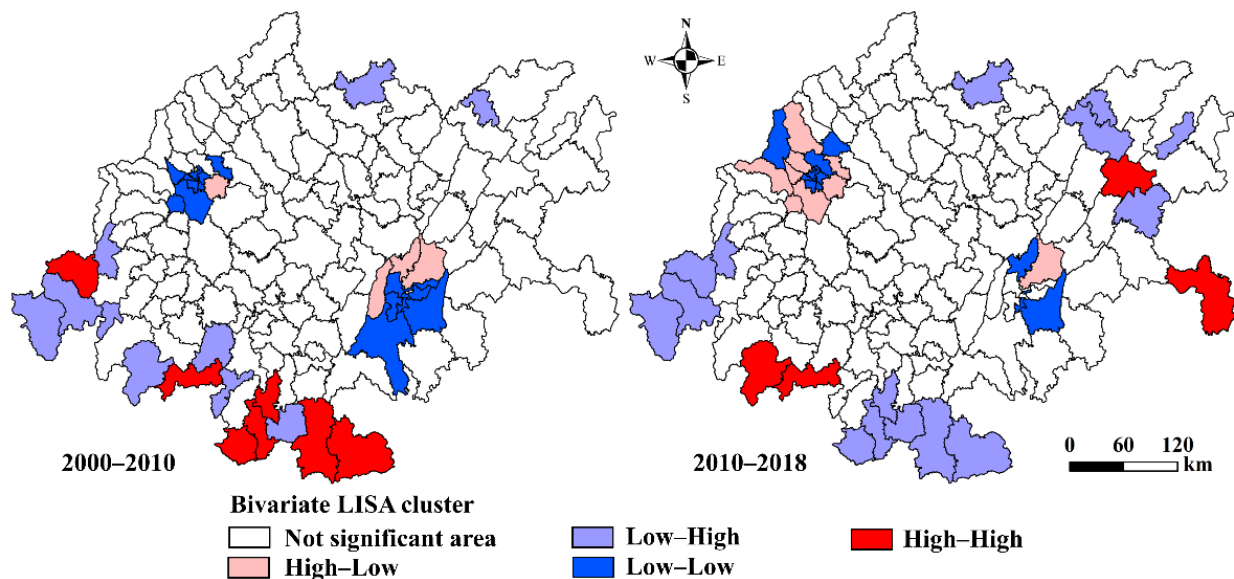 N
W E
S
2000–2010
2010–2018
0 60 120
km
Bivariate LISA cluster
Not significant area
Low–High
High–High
High–Low
Low–Low